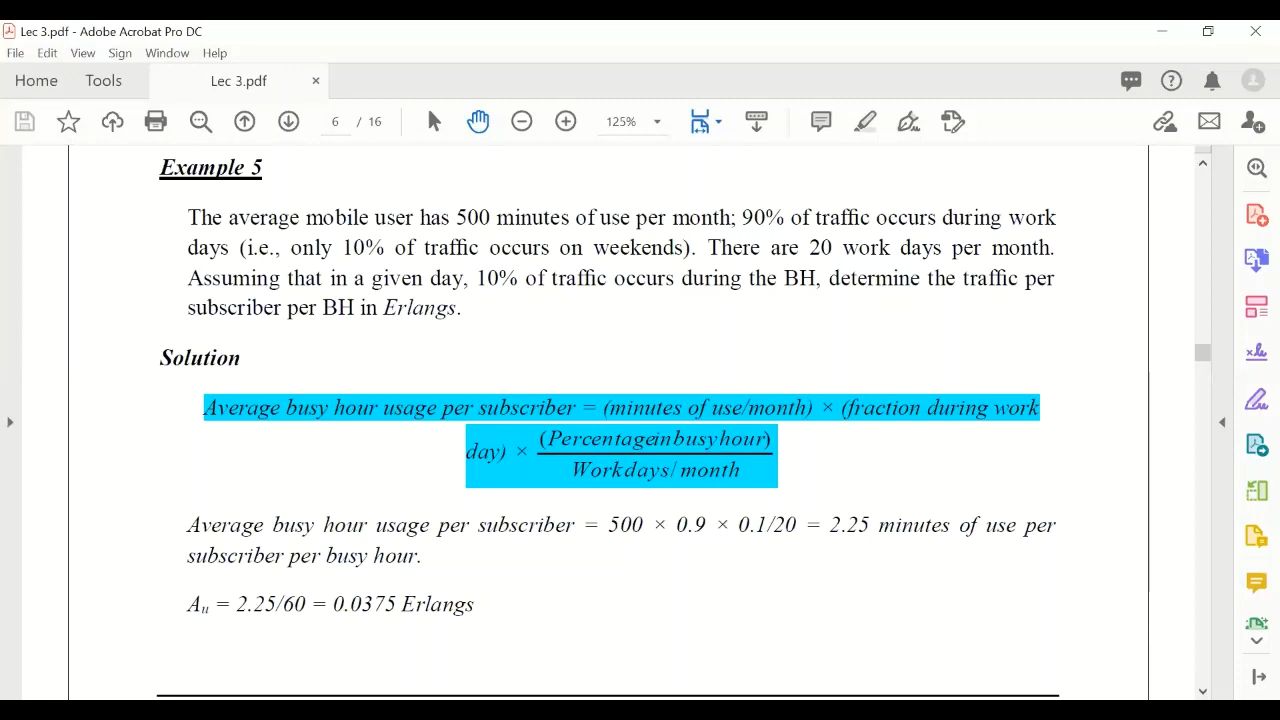 Lec 3.pdf - Adobe Acrobat Pro DC
File Edit View Sign Window Help
Home Tools Lec 3.pdf ×
6 / 16 125%
Example 5
The average mobile user has 500 minutes of use per month; 90% of traffic occurs during work
days (i.e., only 10% of traffic occurs on weekends). There are 20 work days per month.
Assuming that in a given day, 10% of traffic occurs during the BH, determine the traffic per
subscriber per BH in Erlangs.
Solution
Average busy hour usage per subscriber = (minutes of use/month) × (fraction during work
day) × (Percentageinbusyhour)
Workdays/month
Average busy hour usage per subscriber = 500 × 0.9 × 0.1/20 = 2.25 minutes of use per
subscriber per busy hour.
Au = 2.25/60 = 0.0375 Erlangs